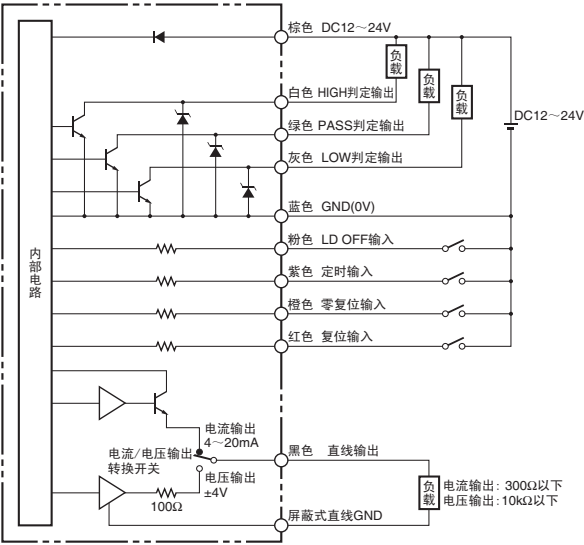 棕色 DC12～24V
负载
负载
负载
白色 HIGH判定输出
DC12～24V
绿色 PASS判定输出
灰色 LOW判定输出
蓝色 GND(0V)
内部电路
粉色 LD OFF输入
紫色 定时输入
橙色 零复位输入
红色 复位输入
电流输出
4～20mA
电流/电压输出
转换开关
黑色 直线输出
电压输出
±4V
100Ω
负载
电流输出: 300Ω以下
电压输出: 10kΩ以下
屏蔽式直线GND